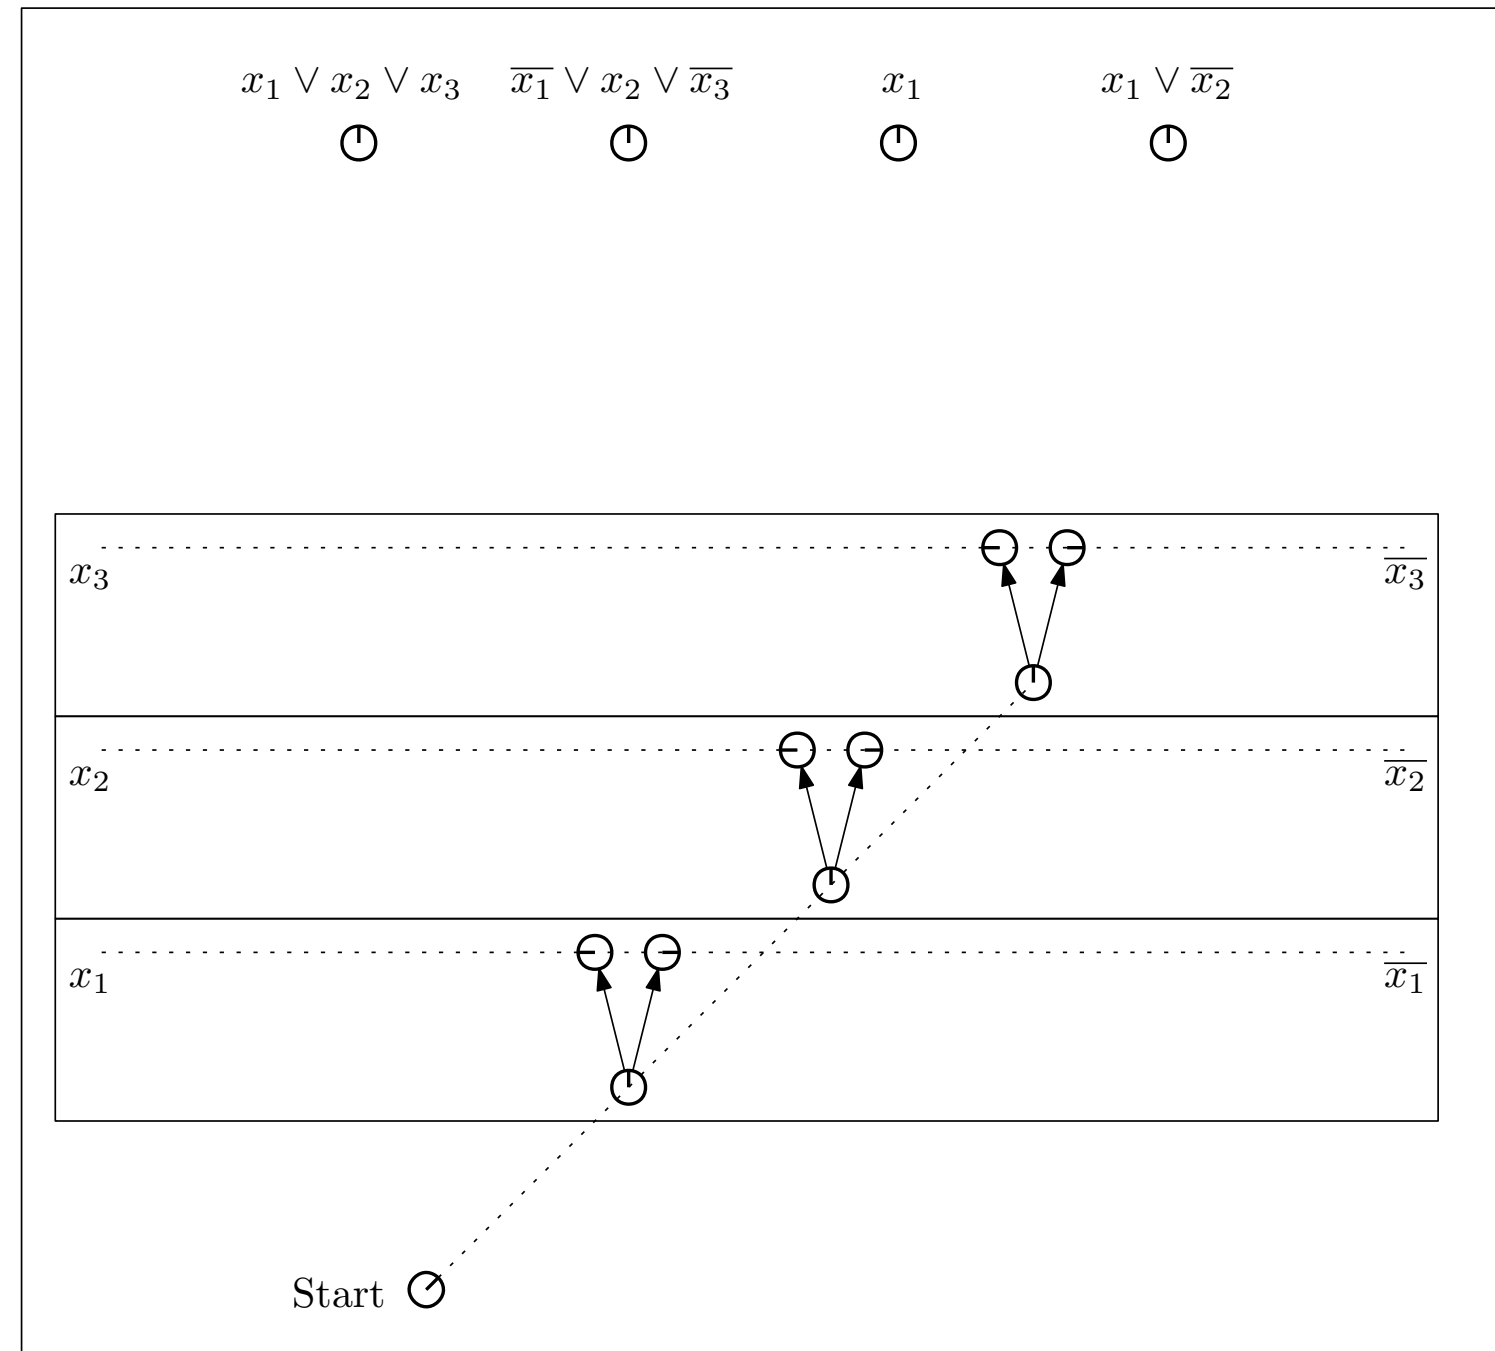 x₁ ∨ x₂ ∨ x₃ x̅₁ ∨ x₂ ∨ x̅₃ x₁ x₁ ∨ x̅₂
x₃ x̅₃
x₂ x̅₂
x₁ x̅₁
Start